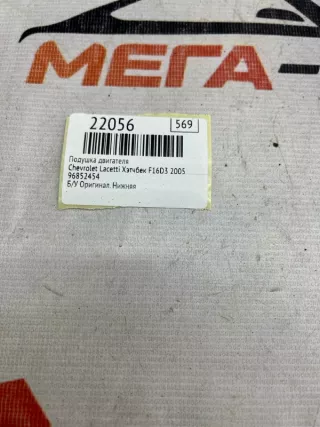 МЕГА-
22056
569
Подушка двигателя
Chevrolet Lacetti Хэтчбек F16D3 2005
96852454
Б/У Оригинал. Нижняя